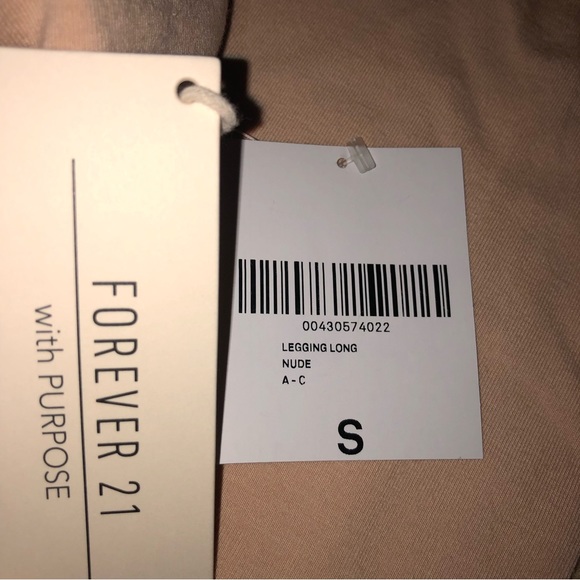 FOREVER 21
with PURPOSE
00430574022
LEGGING LONG
NUDE
A - C
S